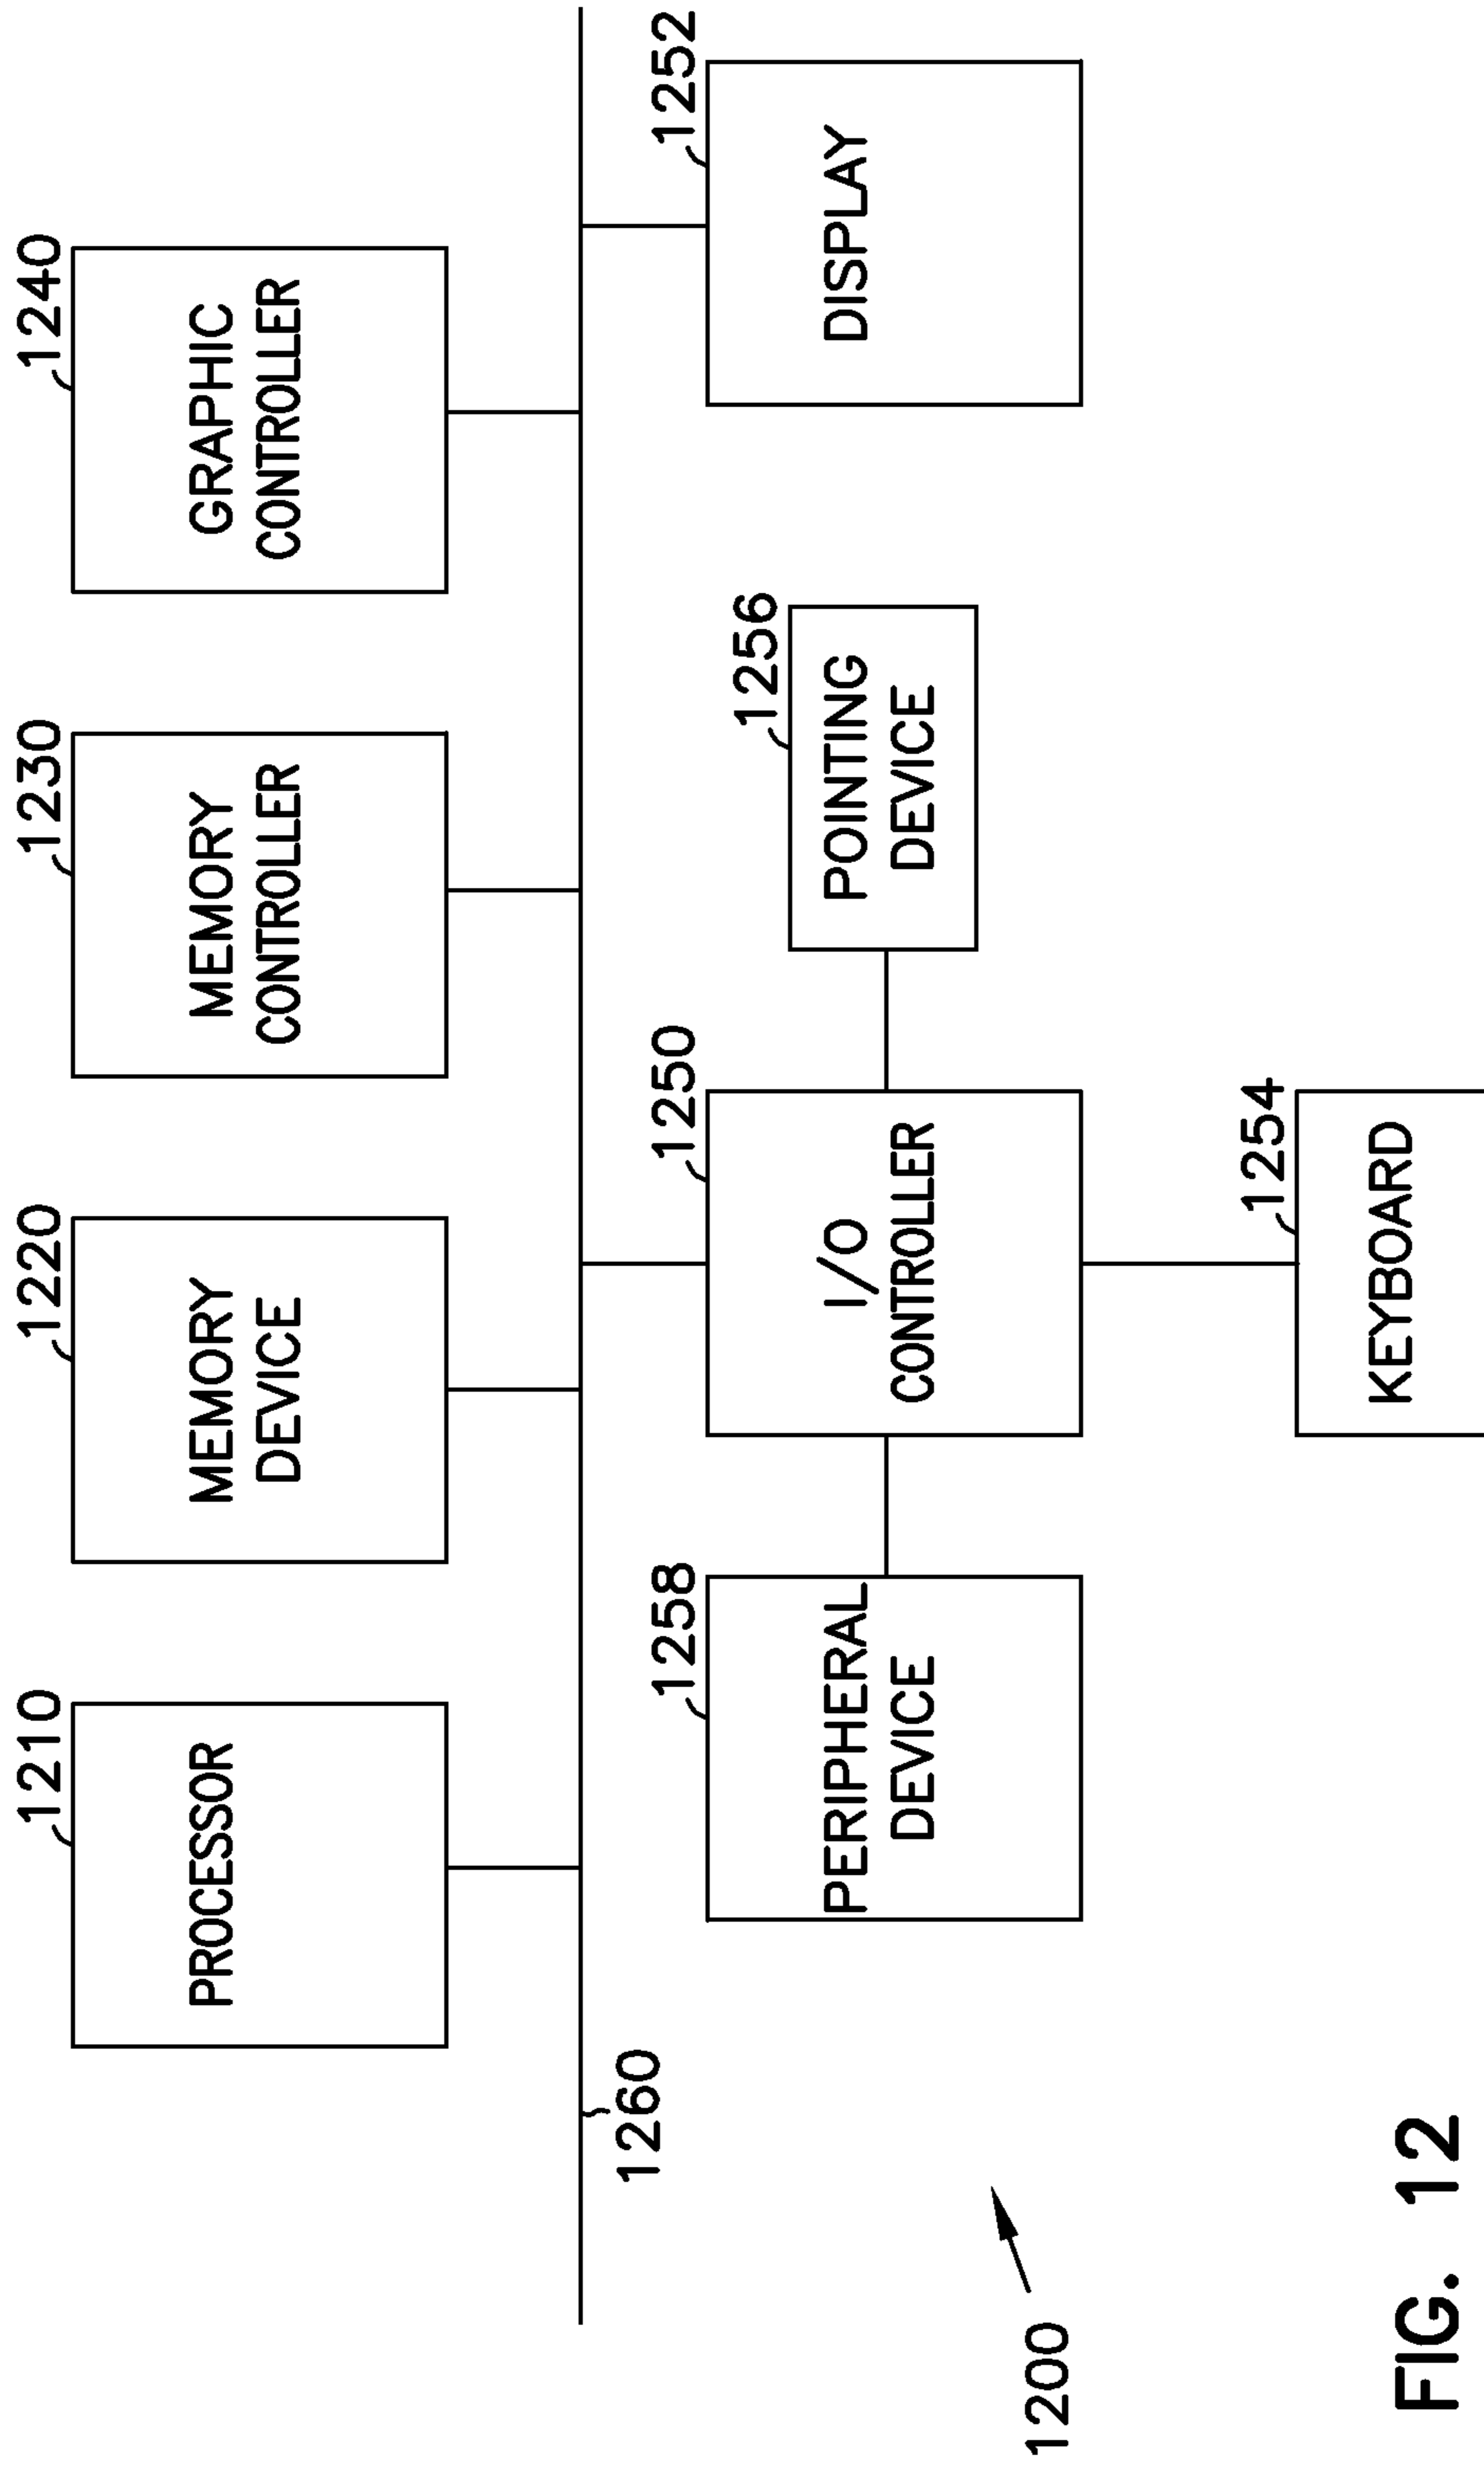 1210
PROCESSOR
1220
MEMORY
DEVICE
1230
MEMORY
CONTROLLER
1240
GRAPHIC
CONTROLLER
1260
1258
PERIPHERAL
DEVICE
1250
I/O
CONTROLLER
1256
POINTING
DEVICE
1252
DISPLAY
1254
KEYBOARD
1200
FIG. 12